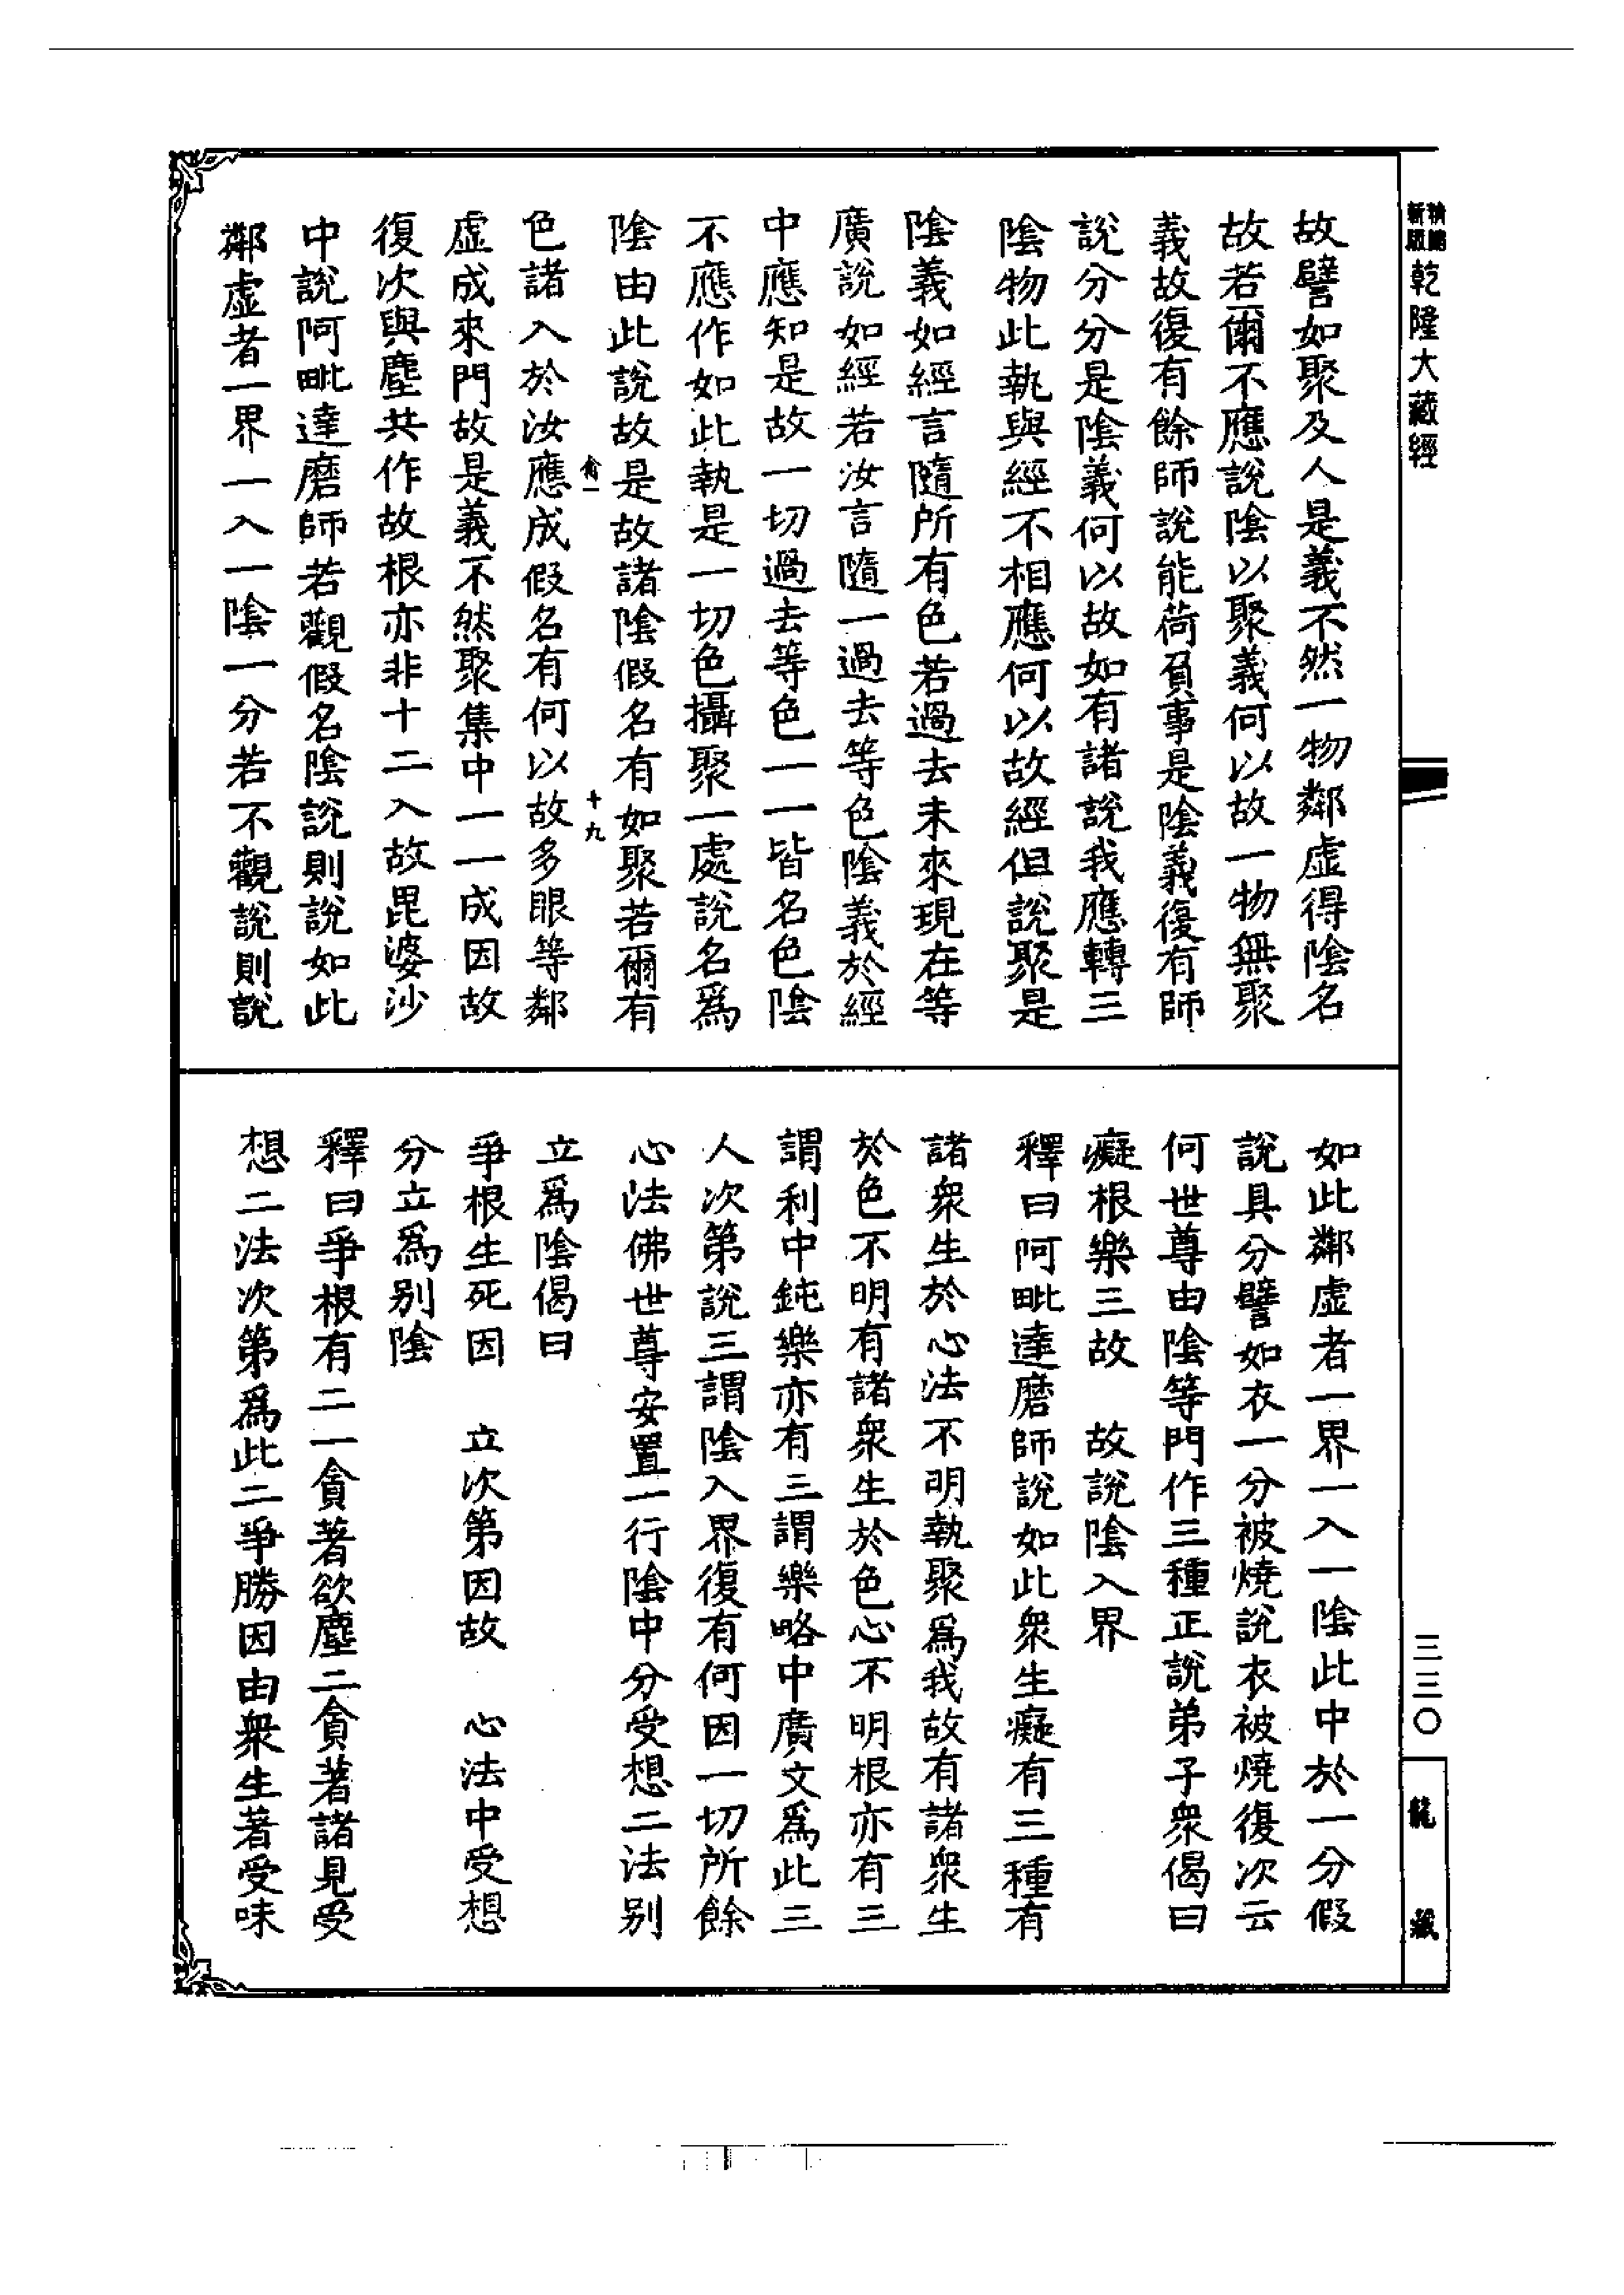 新版
乾隆大藏經
故譬如聚及人是義不然一物鄰虛得陰名
故若爾不應說陰以聚義何以故一物無聚
義故復有餘師說能荷負事是陰義復有師
說分分是陰義何以故如有諸說我應轉三
陰物此執與經不相應何以故經但說聚是
陰義如經言隨所有色若過去未來現在等
廣說如經若汝言隨一過去等色陰義於經
中應知是故一切過去等色一一皆名色陰
不應作如此執是一切色攝聚一處說名爲
陰由此說故是故諸陰假名有如聚若爾有
十九
色諸入於汝應成假名有何以故多眼等鄰
虛成來門故是義不然聚集中一一成因故
復次與塵共作故根亦非十二入故毘婆沙
中說阿毗達磨師若觀假名陰說則說如此
鄰虛者一界一入一陰一分若不觀說則說
如此鄰虛者一界一入一陰此中於一分假
說具分譬如衣一分被燒說衣被燒復次云
何世尊由陰等門作三種正說弟子衆偈曰
癡根樂三故　故說陰入界
釋曰阿毗達磨師說如此衆生癡有三種有
諸衆生於心法不明執聚爲我故有諸衆生
於色不明有諸衆生於色心不明根亦有三
謂利中鈍樂亦有三謂樂略中廣文爲此三
人次第說三謂陰入界復有何因一切所餘
心法佛世尊安置一行陰中分受想二法別
立爲陰偈曰
爭根生死因　立次第因故　心法中受想
分立爲別陰
釋曰爭根有二一貪著欲塵二貪著諸見受
想二法次第爲此二爭勝因由衆生著受味
三三〇
龍藏